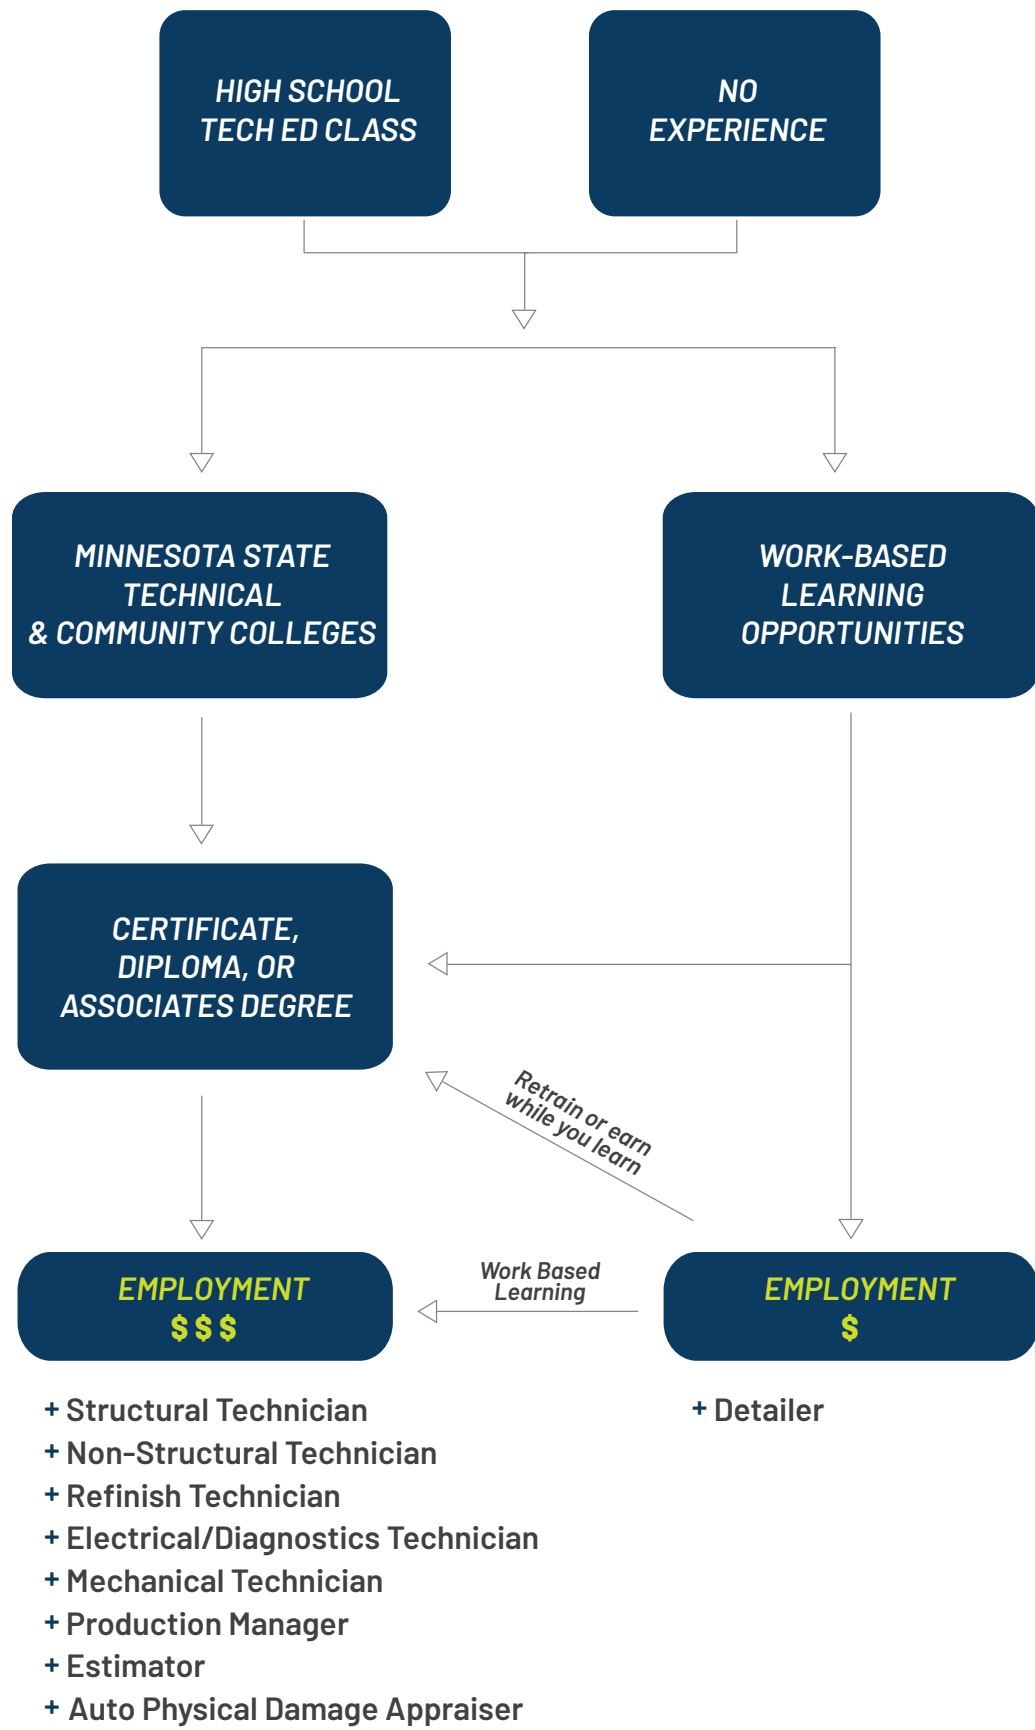 HIGH SCHOOL
TECH ED CLASS
NO
EXPERIENCE
MINNESOTA STATE
TECHNICAL
& COMMUNITY COLLEGES
WORK-BASED
LEARNING
OPPORTUNITIES
CERTIFICATE,
DIPLOMA, OR
ASSOCIATES DEGREE
Retrain or earn
while you learn
EMPLOYMENT
$ $ $
Work Based
Learning
EMPLOYMENT
$
+ Structural Technician
+ Non-Structural Technician
+ Refinish Technician
+ Electrical/Diagnostics Technician
+ Mechanical Technician
+ Production Manager
+ Estimator
+ Auto Physical Damage Appraiser
+ Detailer